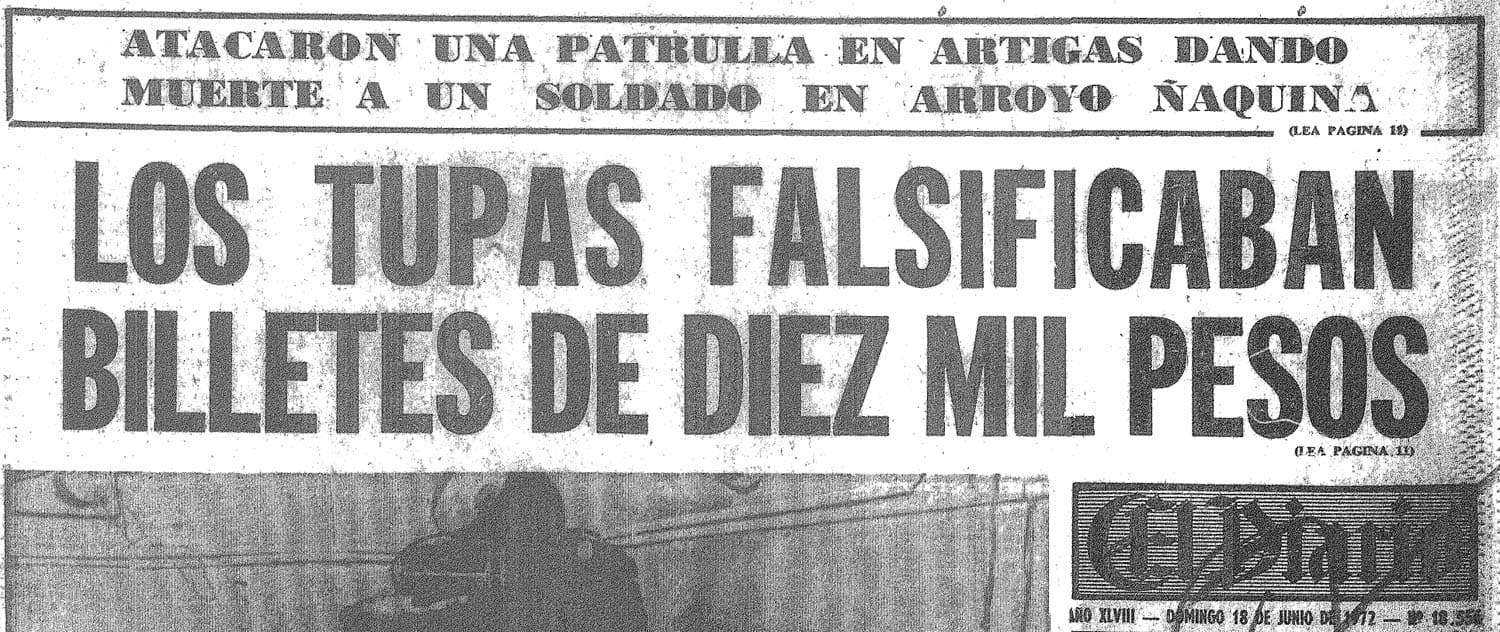 ATACARON UNA PATRULLA EN ARTIGAS DANDO
MUERTE A UN SOLDADO EN ARROYO ÑAQUINA
(LEA PAGINA 19)
LOS TUPAS FALSIFICABAN
BILLETES DE DIEZ MIL PESOS
(LEA PAGINA 11)
El Diario
AÑO XLVIII — DOMINGO 18 DE JUNIO DE 1972 — Nº